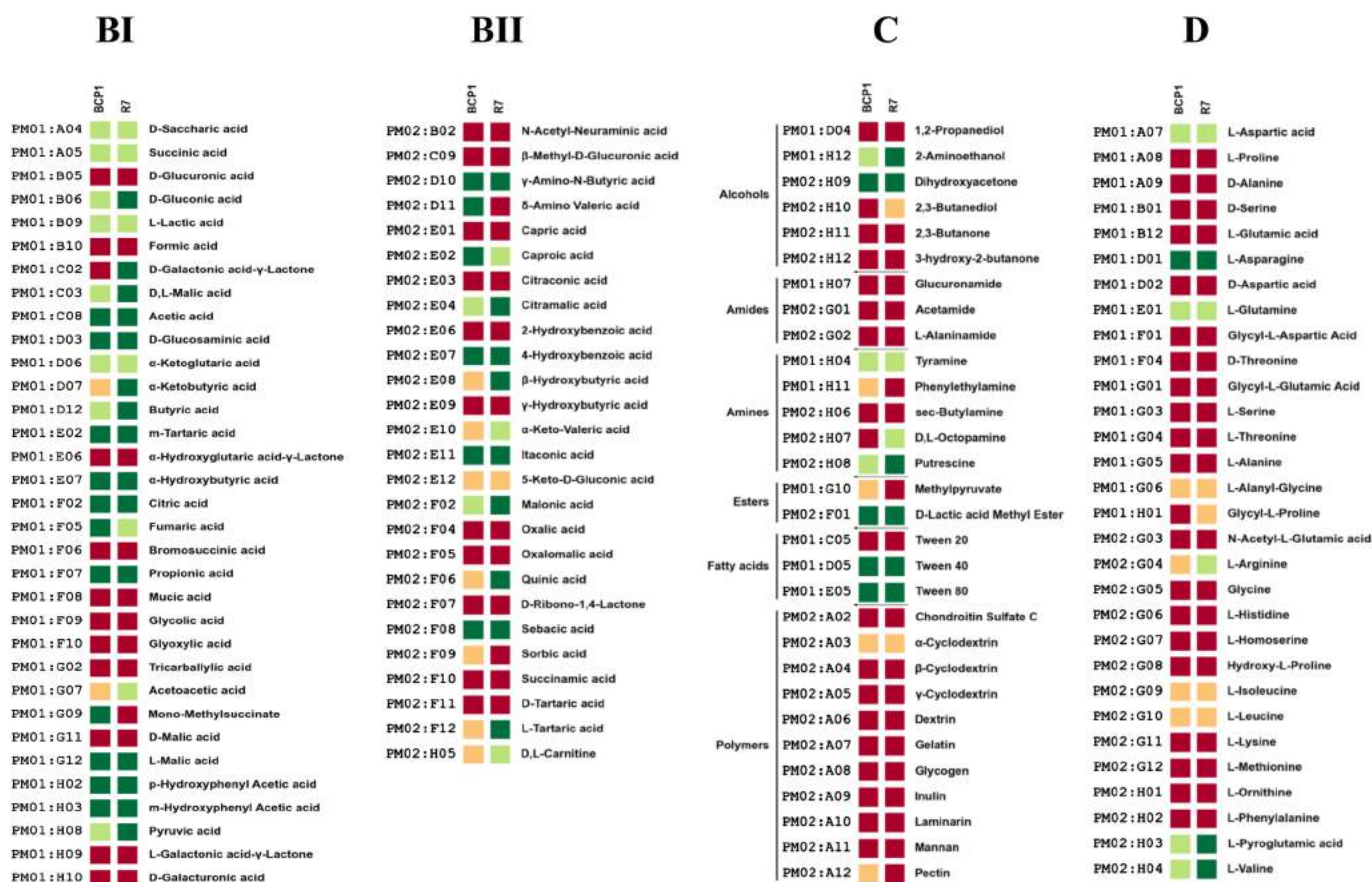 BI
BCP1 R7
PM01:A04 D-Saccharic acid
PM01:A05 Succinic acid
PM01:B05 D-Glucuronic acid
PM01:B06 D-Gluconic acid
PM01:B09 L-Lactic acid
PM01:B10 Formic acid
PM01:C02 D-Galactonic acid-γ-Lactone
PM01:C03 D,L-Malic acid
PM01:C08 Acetic acid
PM01:D03 D-Glucosaminic acid
PM01:D06 α-Ketoglutaric acid
PM01:D07 α-Ketobutyric acid
PM01:D12 Butyric acid
PM01:E02 m-Tartaric acid
PM01:E06 α-Hydroxyglutaric acid-γ-Lactone
PM01:E07 α-Hydroxybutyric acid
PM01:F02 Citric acid
PM01:F05 Fumaric acid
PM01:F06 Bromosuccinic acid
PM01:F07 Propionic acid
PM01:F08 Mucic acid
PM01:F09 Glycolic acid
PM01:F10 Glyoxylic acid
PM01:G02 Tricarballylic acid
PM01:G07 Acetoacetic acid
PM01:G09 Mono-Methylsuccinate
PM01:G11 D-Malic acid
PM01:G12 L-Malic acid
PM01:H02 p-Hydroxyphenyl Acetic acid
PM01:H03 m-Hydroxyphenyl Acetic acid
PM01:H08 Pyruvic acid
PM01:H09 L-Galactonic acid-γ-Lactone
PM01:H10 D-Galacturonic acid
BII
BCP1 R7
PM02:B02 N-Acetyl-Neuraminic acid
PM02:C09 β-Methyl-D-Glucuronic acid
PM02:D10 γ-Amino-N-Butyric acid
PM02:D11 δ-Amino Valeric acid
PM02:E01 Capric acid
PM02:E02 Caproic acid
PM02:E03 Citraconic acid
PM02:E04 Citramalic acid
PM02:E06 2-Hydroxybenzoic acid
PM02:E07 4-Hydroxybenzoic acid
PM02:E08 β-Hydroxybutyric acid
PM02:E09 γ-Hydroxybutyric acid
PM02:E10 α-Keto-Valeric acid
PM02:E11 Itaconic acid
PM02:E12 5-Keto-D-Gluconic acid
PM02:F02 Malonic acid
PM02:F04 Oxalic acid
PM02:F05 Oxalomalic acid
PM02:F06 Quinic acid
PM02:F07 D-Ribono-1,4-Lactone
PM02:F08 Sebacic acid
PM02:F09 Sorbic acid
PM02:F10 Succinamic acid
PM02:F11 D-Tartaric acid
PM02:F12 L-Tartaric acid
PM02:H05 D,L-Carnitine
C
BCP1 R7
Alcohols
PM01:D04 1,2-Propanediol
PM01:H12 2-Aminoethanol
PM02:H09 Dihydroxyacetone
PM02:H10 2,3-Butanediol
PM02:H11 2,3-Butanone
PM02:H12 3-hydroxy-2-butanone
Amides
PM01:H07 Glucuronamide
PM02:G01 Acetamide
PM02:G02 L-Alaninamide
Amines
PM01:H04 Tyramine
PM01:H11 Phenylethylamine
PM02:H06 sec-Butylamine
PM02:H07 D,L-Octopamine
PM02:H08 Putrescine
Esters
PM01:G10 Methylpyruvate
PM02:F01 D-Lactic acid Methyl Ester
Fatty acids
PM01:C05 Tween 20
PM01:D05 Tween 40
PM01:E05 Tween 80
Polymers
PM02:A02 Chondroitin Sulfate C
PM02:A03 α-Cyclodextrin
PM02:A04 β-Cyclodextrin
PM02:A05 γ-Cyclodextrin
PM02:A06 Dextrin
PM02:A07 Gelatin
PM02:A08 Glycogen
PM02:A09 Inulin
PM02:A10 Laminarin
PM02:A11 Mannan
PM02:A12 Pectin
D
BCP1 R7
PM01:A07 L-Aspartic acid
PM01:A08 L-Proline
PM01:A09 D-Alanine
PM01:B01 D-Serine
PM01:B12 L-Glutamic acid
PM01:D01 L-Asparagine
PM01:D02 D-Aspartic acid
PM01:E01 L-Glutamine
PM01:F01 Glycyl-L-Aspartic Acid
PM01:F04 D-Threonine
PM01:G01 Glycyl-L-Glutamic Acid
PM01:G03 L-Serine
PM01:G04 L-Threonine
PM01:G05 L-Alanine
PM01:G06 L-Alanyl-Glycine
PM01:H01 Glycyl-L-Proline
PM02:G03 N-Acetyl-L-Glutamic acid
PM02:G04 L-Arginine
PM02:G05 Glycine
PM02:G06 L-Histidine
PM02:G07 L-Homoserine
PM02:G08 Hydroxy-L-Proline
PM02:G09 L-Isoleucine
PM02:G10 L-Leucine
PM02:G11 L-Lysine
PM02:G12 L-Methionine
PM02:H01 L-Ornithine
PM02:H02 L-Phenylalanine
PM02:H03 L-Pyroglutamic acid
PM02:H04 L-Valine